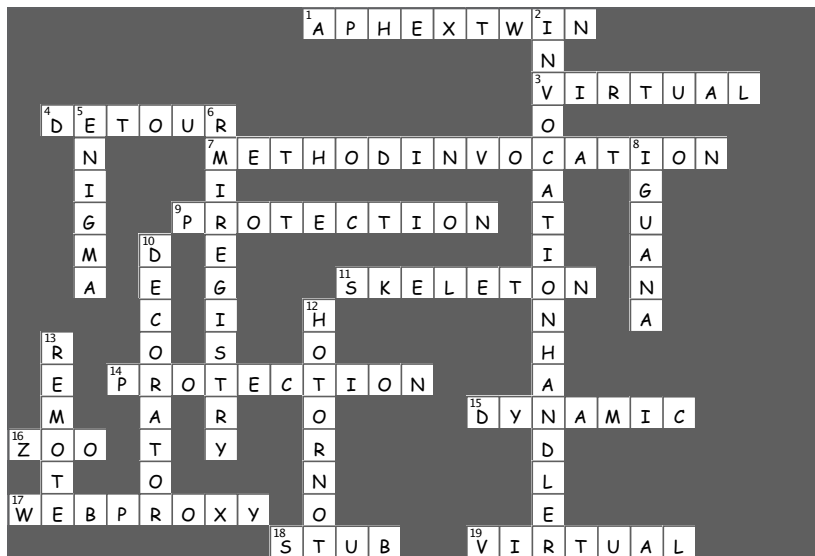 1 APHEXTWIN
2 INVOCATIONHANDLER
3 VIRTUAL
4 DETOUR
5 ENIGMA
6 RMIREGISTRY
7 METHODINVOCATION
8 IGUANA
9 PROTECTION
10 DECORATOR
11 SKELETON
12 HOTORNOT
13 REMOTE
14 PROTECTION
15 DYNAMIC
16 ZOO
17 WEBPROXY
18 STUB
19 VIRTUAL